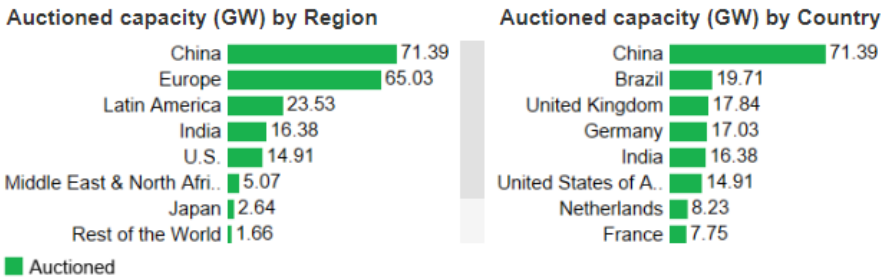 Auctioned capacity (GW) by Region
China 71.39
Europe 65.03
Latin America 23.53
India 16.38
U.S. 14.91
Middle East & North Afri.. 5.07
Japan 2.64
Rest of the World 1.66
Auctioned
Auctioned capacity (GW) by Country
China 71.39
Brazil 19.71
United Kingdom 17.84
Germany 17.03
India 16.38
United States of A.. 14.91
Netherlands 8.23
France 7.75